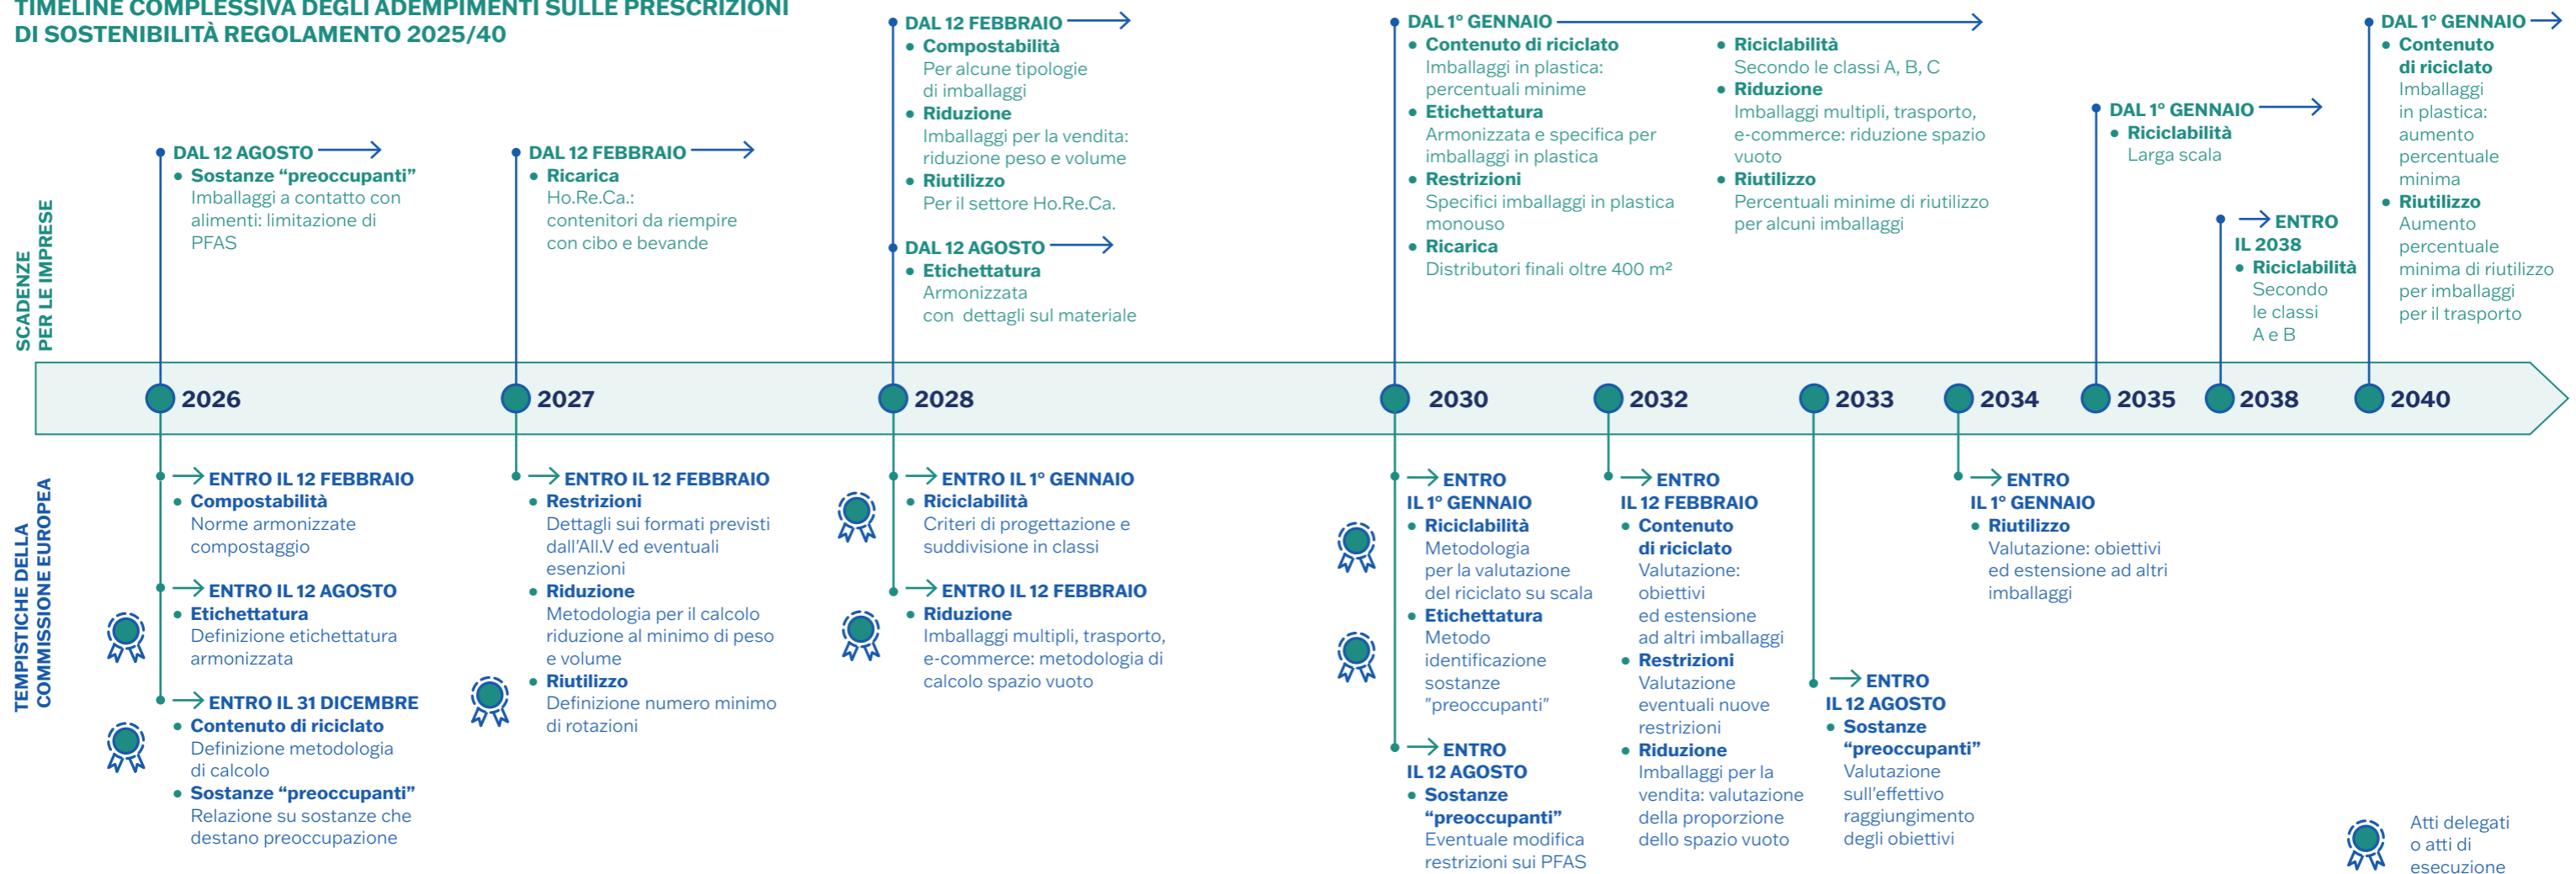 TIMELINE COMPLESSIVA DEGLI ADEMPIMENTI SULLE PRESCRIZIONI
DI SOSTENIBILITÀ REGOLAMENTO 2025/40
SCADENZE
PER LE IMPRESE
DAL 12 AGOSTO
• Sostanze “preoccupanti”
Imballaggi a contatto con
alimenti: limitazione di
PFAS
DAL 12 FEBBRAIO
• Ricarica
Ho.Re.Ca.:
contenitori da riempire
con cibo e bevande
DAL 12 FEBBRAIO
• Compostabilità
Per alcune tipologie
di imballaggi
• Riduzione
Imballaggi per la vendita:
riduzione peso e volume
• Riutilizzo
Per il settore Ho.Re.Ca.
DAL 12 AGOSTO
• Etichettatura
Armonizzata
con dettagli sul materiale
DAL 1° GENNAIO
• Contenuto di riciclato
Imballaggi in plastica:
percentuali minime
• Etichettatura
Armonizzata e specifica per
imballaggi in plastica
• Restrizioni
Specifici imballaggi in plastica
monouso
• Ricarica
Distributori finali oltre 400 m²
• Riciclabilità
Secondo le classi A, B, C
• Riduzione
Imballaggi multipli, trasporto,
e-commerce: riduzione spazio
vuoto
• Riutilizzo
Percentuali minime di riutilizzo
per alcuni imballaggi
DAL 1° GENNAIO
• Riciclabilità
Larga scala
ENTRO
IL 2038
• Riciclabilità
Secondo
le classi
A e B
DAL 1° GENNAIO
• Contenuto
di riciclato
Imballaggi
in plastica:
aumento
percentuale
minima
• Riutilizzo
Aumento
percentuale
minima di riutilizzo
per imballaggi
per il trasporto
2026
2027
2028
2030
2032
2033
2034
2035
2038
2040
TEMPISTICHE DELLA
COMMISSIONE EUROPEA
ENTRO IL 12 FEBBRAIO
• Compostabilità
Norme armonizzate
compostaggio
ENTRO IL 12 AGOSTO
• Etichettatura
Definizione etichettatura
armonizzata
ENTRO IL 31 DICEMBRE
• Contenuto di riciclato
Definizione metodologia
di calcolo
• Sostanze “preoccupanti”
Relazione su sostanze che
destano preoccupazione
ENTRO IL 12 FEBBRAIO
• Restrizioni
Dettagli sui formati previsti
dall’All.V ed eventuali
esenzioni
• Riduzione
Metodologia per il calcolo
riduzione al minimo di peso
e volume
• Riutilizzo
Definizione numero minimo
di rotazioni
ENTRO IL 1° GENNAIO
• Riciclabilità
Criteri di progettazione e
suddivisione in classi
ENTRO IL 12 FEBBRAIO
• Riduzione
Imballaggi multipli, trasporto,
e-commerce: metodologia di
calcolo spazio vuoto
ENTRO
IL 1° GENNAIO
• Riciclabilità
Metodologia
per la valutazione
del riciclato su scala
• Etichettatura
Metodo
identificazione
sostanze
”preoccupanti”
ENTRO
IL 12 AGOSTO
• Sostanze
“preoccupanti”
Eventuale modifica
restrizioni sui PFAS
ENTRO
IL 12 FEBBRAIO
• Contenuto
di riciclato
Valutazione:
obiettivi
ed estensione
ad altri imballaggi
• Restrizioni
Valutazione
eventuali nuove
restrizioni
• Riduzione
Imballaggi per la
vendita: valutazione
della proporzione
dello spazio vuoto
ENTRO
IL 12 AGOSTO
• Sostanze
“preoccupanti”
Valutazione
sull’effettivo
raggiungimento
degli obiettivi
ENTRO
IL 1° GENNAIO
• Riutilizzo
Valutazione: obiettivi
ed estensione ad altri
imballaggi
Atti delegati
o atti di
esecuzione